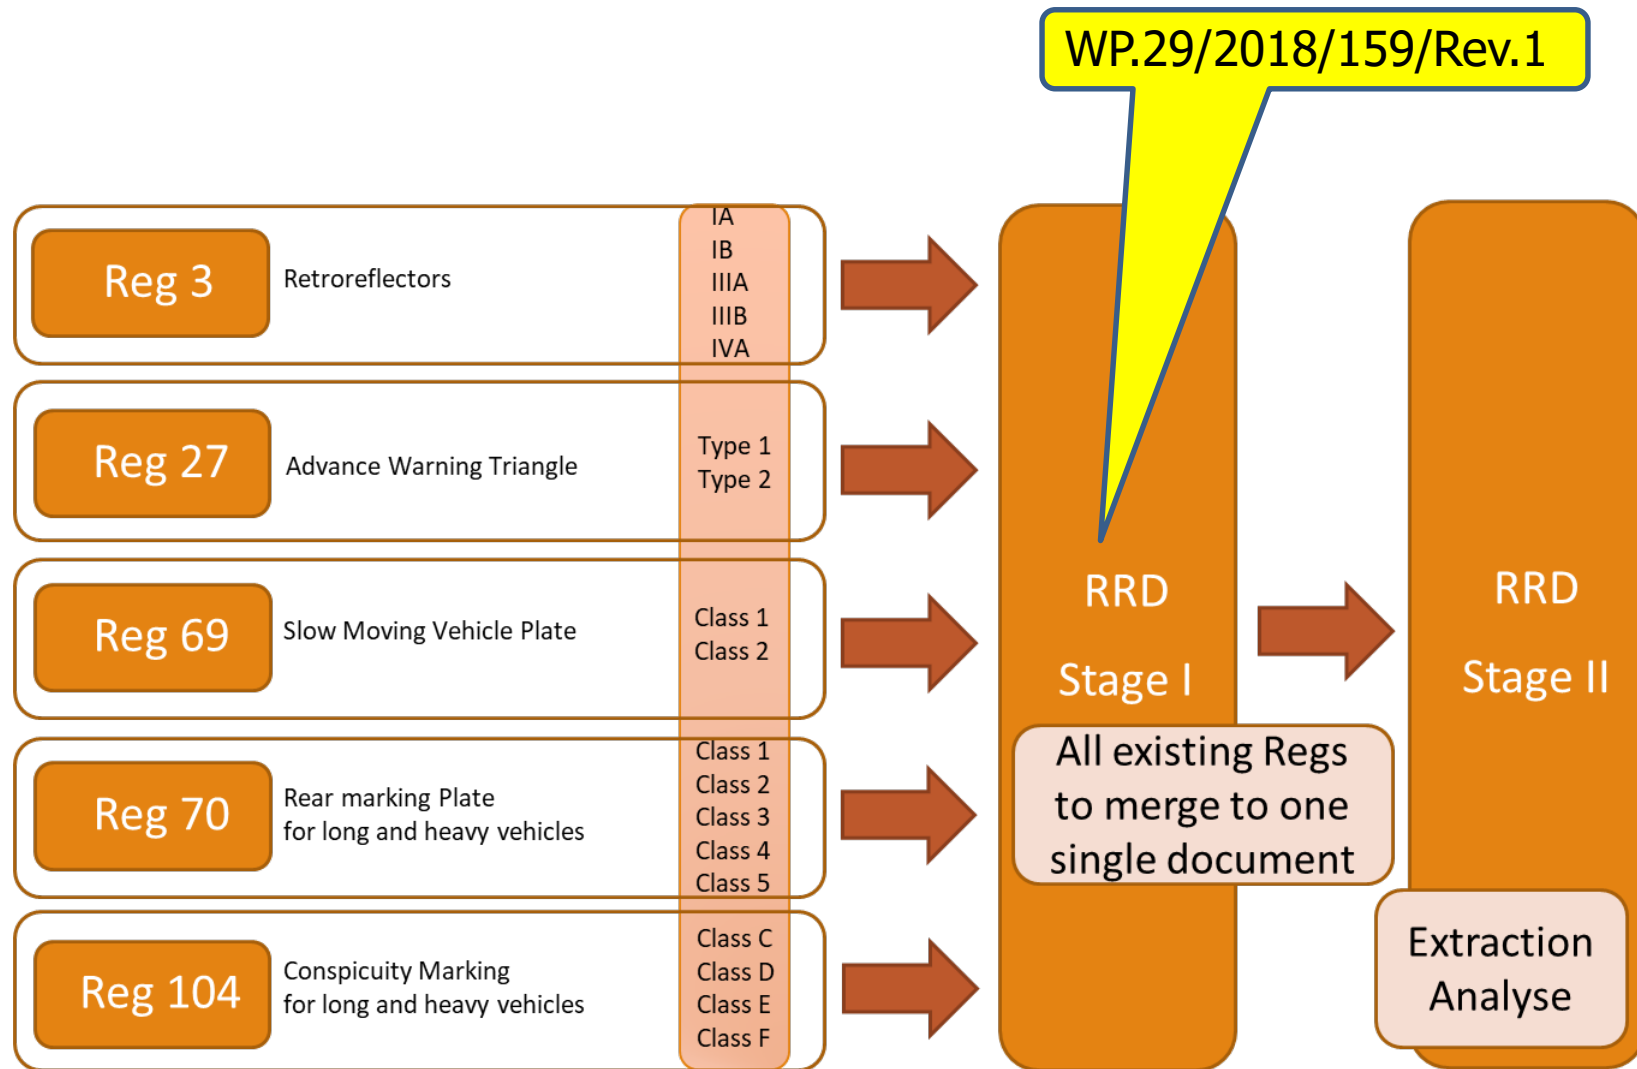 WP.29/2018/159/Rev.1
Reg 3
Retroreflectors
IA
IB
IIIA
IIIB
IVA
Reg 27
Advance Warning Triangle
Type 1
Type 2
Reg 69
Slow Moving Vehicle Plate
Class 1
Class 2
Reg 70
Rear marking Plate
for long and heavy vehicles
Class 1
Class 2
Class 3
Class 4
Class 5
Reg 104
Conspicuity Marking
for long and heavy vehicles
Class C
Class D
Class E
Class F
RRD
Stage I
All existing Regs
to merge to one
single document
RRD
Stage II
Extraction
Analyse